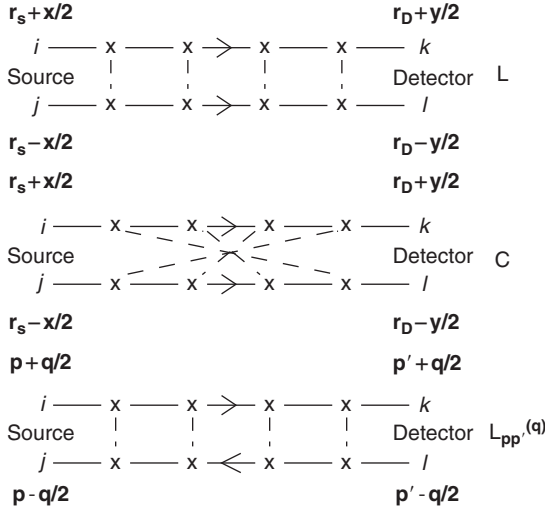 r_s+x/2 r_D+y/2
i x x x x k
Source Detector L
j x x x x l
r_s−x/2 r_D−y/2
r_s+x/2 r_D+y/2
i x x x x k
Source Detector C
j x x x x l
r_s−x/2 r_D−y/2
p+q/2 p′+q/2
i x x x x k
Source Detector L_pp′(q)
j x x x x l
p-q/2 p′-q/2